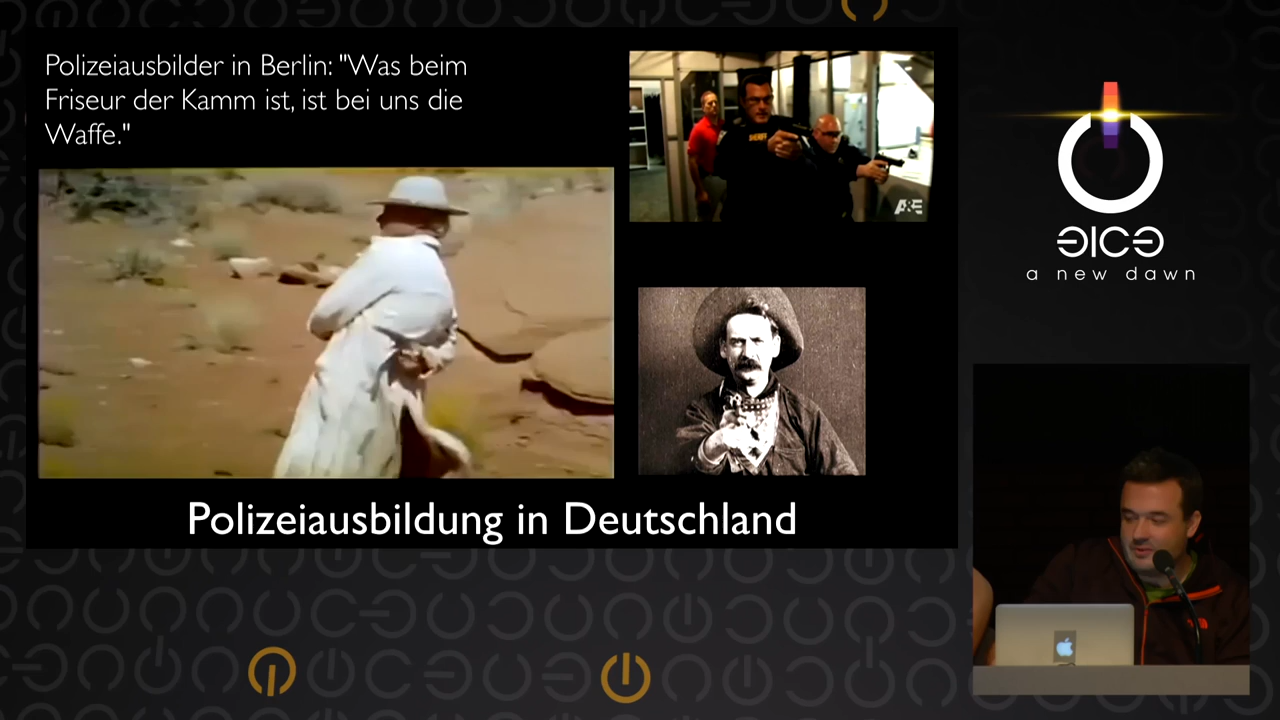 Polizeiausbilder in Berlin: "Was beim
Friseur der Kamm ist, ist bei uns die
Waffe."
SHERIFF
A&E
Polizeiausbildung in Deutschland
a new dawn